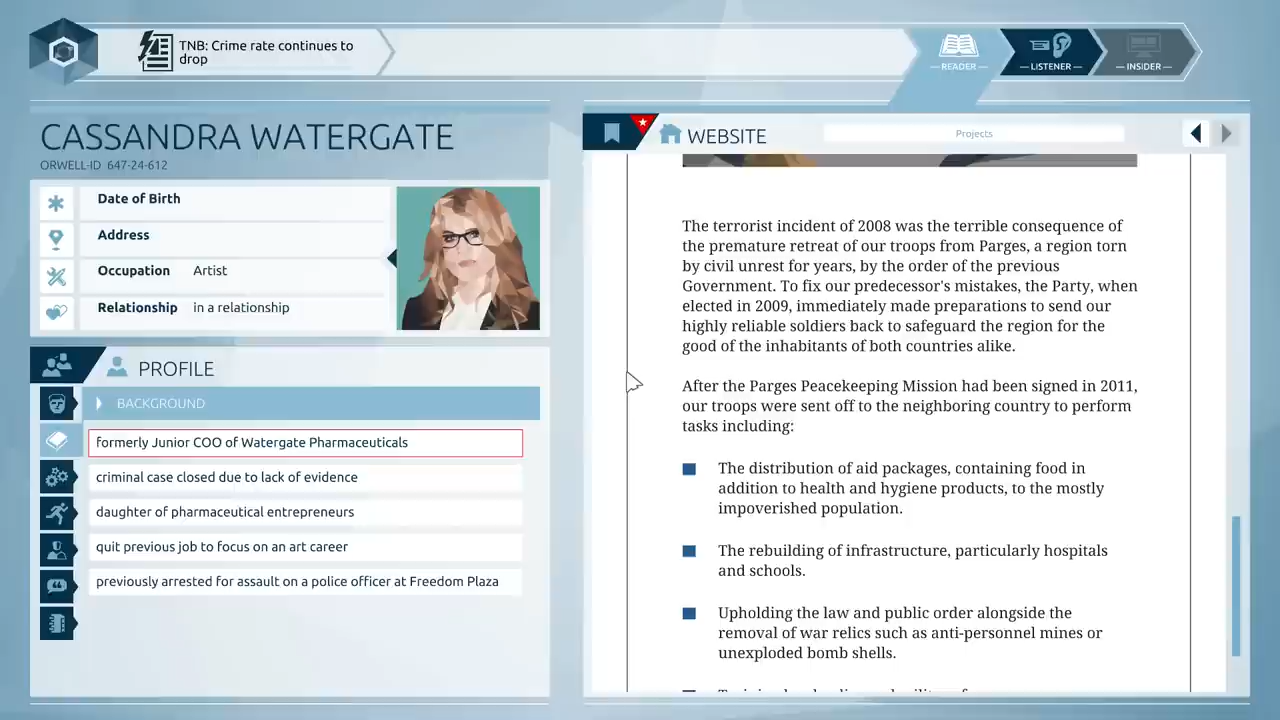 TNB: Crime rate continues to
drop
READER
LISTENER
INSIDER
CASSANDRA WATERGATE
ORWELL-ID 647-24-612
Date of Birth
Address
Occupation Artist
Relationship in a relationship
PROFILE
BACKGROUND
formerly Junior COO of Watergate Pharmaceuticals
criminal case closed due to lack of evidence
daughter of pharmaceutical entrepreneurs
quit previous job to focus on an art career
previously arrested for assault on a police officer at Freedom Plaza
WEBSITE
Projects
The terrorist incident of 2008 was the terrible consequence of
the premature retreat of our troops from Parges, a region torn
by civil unrest for years, by the order of the previous
Government. To fix our predecessor's mistakes, the Party, when
elected in 2009, immediately made preparations to send our
highly reliable soldiers back to safeguard the region for the
good of the inhabitants of both countries alike.
After the Parges Peacekeeping Mission had been signed in 2011,
our troops were sent off to the neighboring country to perform
tasks including:
The distribution of aid packages, containing food in
addition to health and hygiene products, to the mostly
impoverished population.
The rebuilding of infrastructure, particularly hospitals
and schools.
Upholding the law and public order alongside the
removal of war relics such as anti-personnel mines or
unexploded bomb shells.